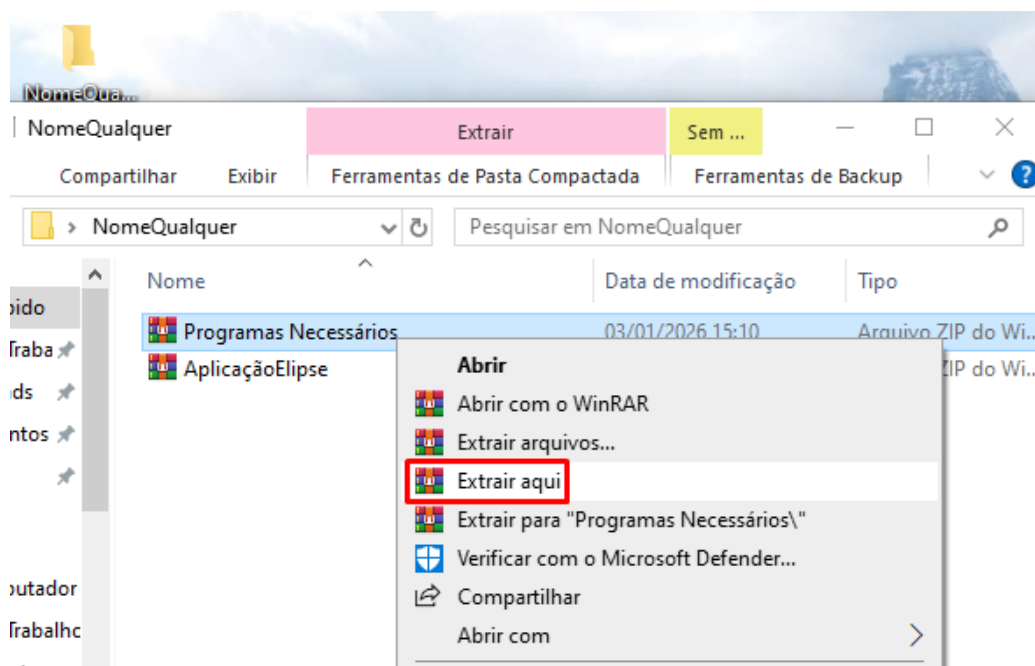 NomeQua...
NomeQualquer
Extrair
Sem ...
Compartilhar
Exibir
Ferramentas de Pasta Compactada
Ferramentas de Backup
?
NomeQualquer
Pesquisar em NomeQualquer
Nome
Data de modificação
Tipo
Programas Necessários
03/01/2026 15:10
Arquivo ZIP do Wi...
AplicaçãoElipse
ZIP do Wi...
Abrir
Abrir com o WinRAR
Extrair arquivos...
Extrair aqui
Extrair para "Programas Necessários\"
Verificar com o Microsoft Defender...
Compartilhar
Abrir com
pido
Traba
ds
ntos
putador
Trabalhc